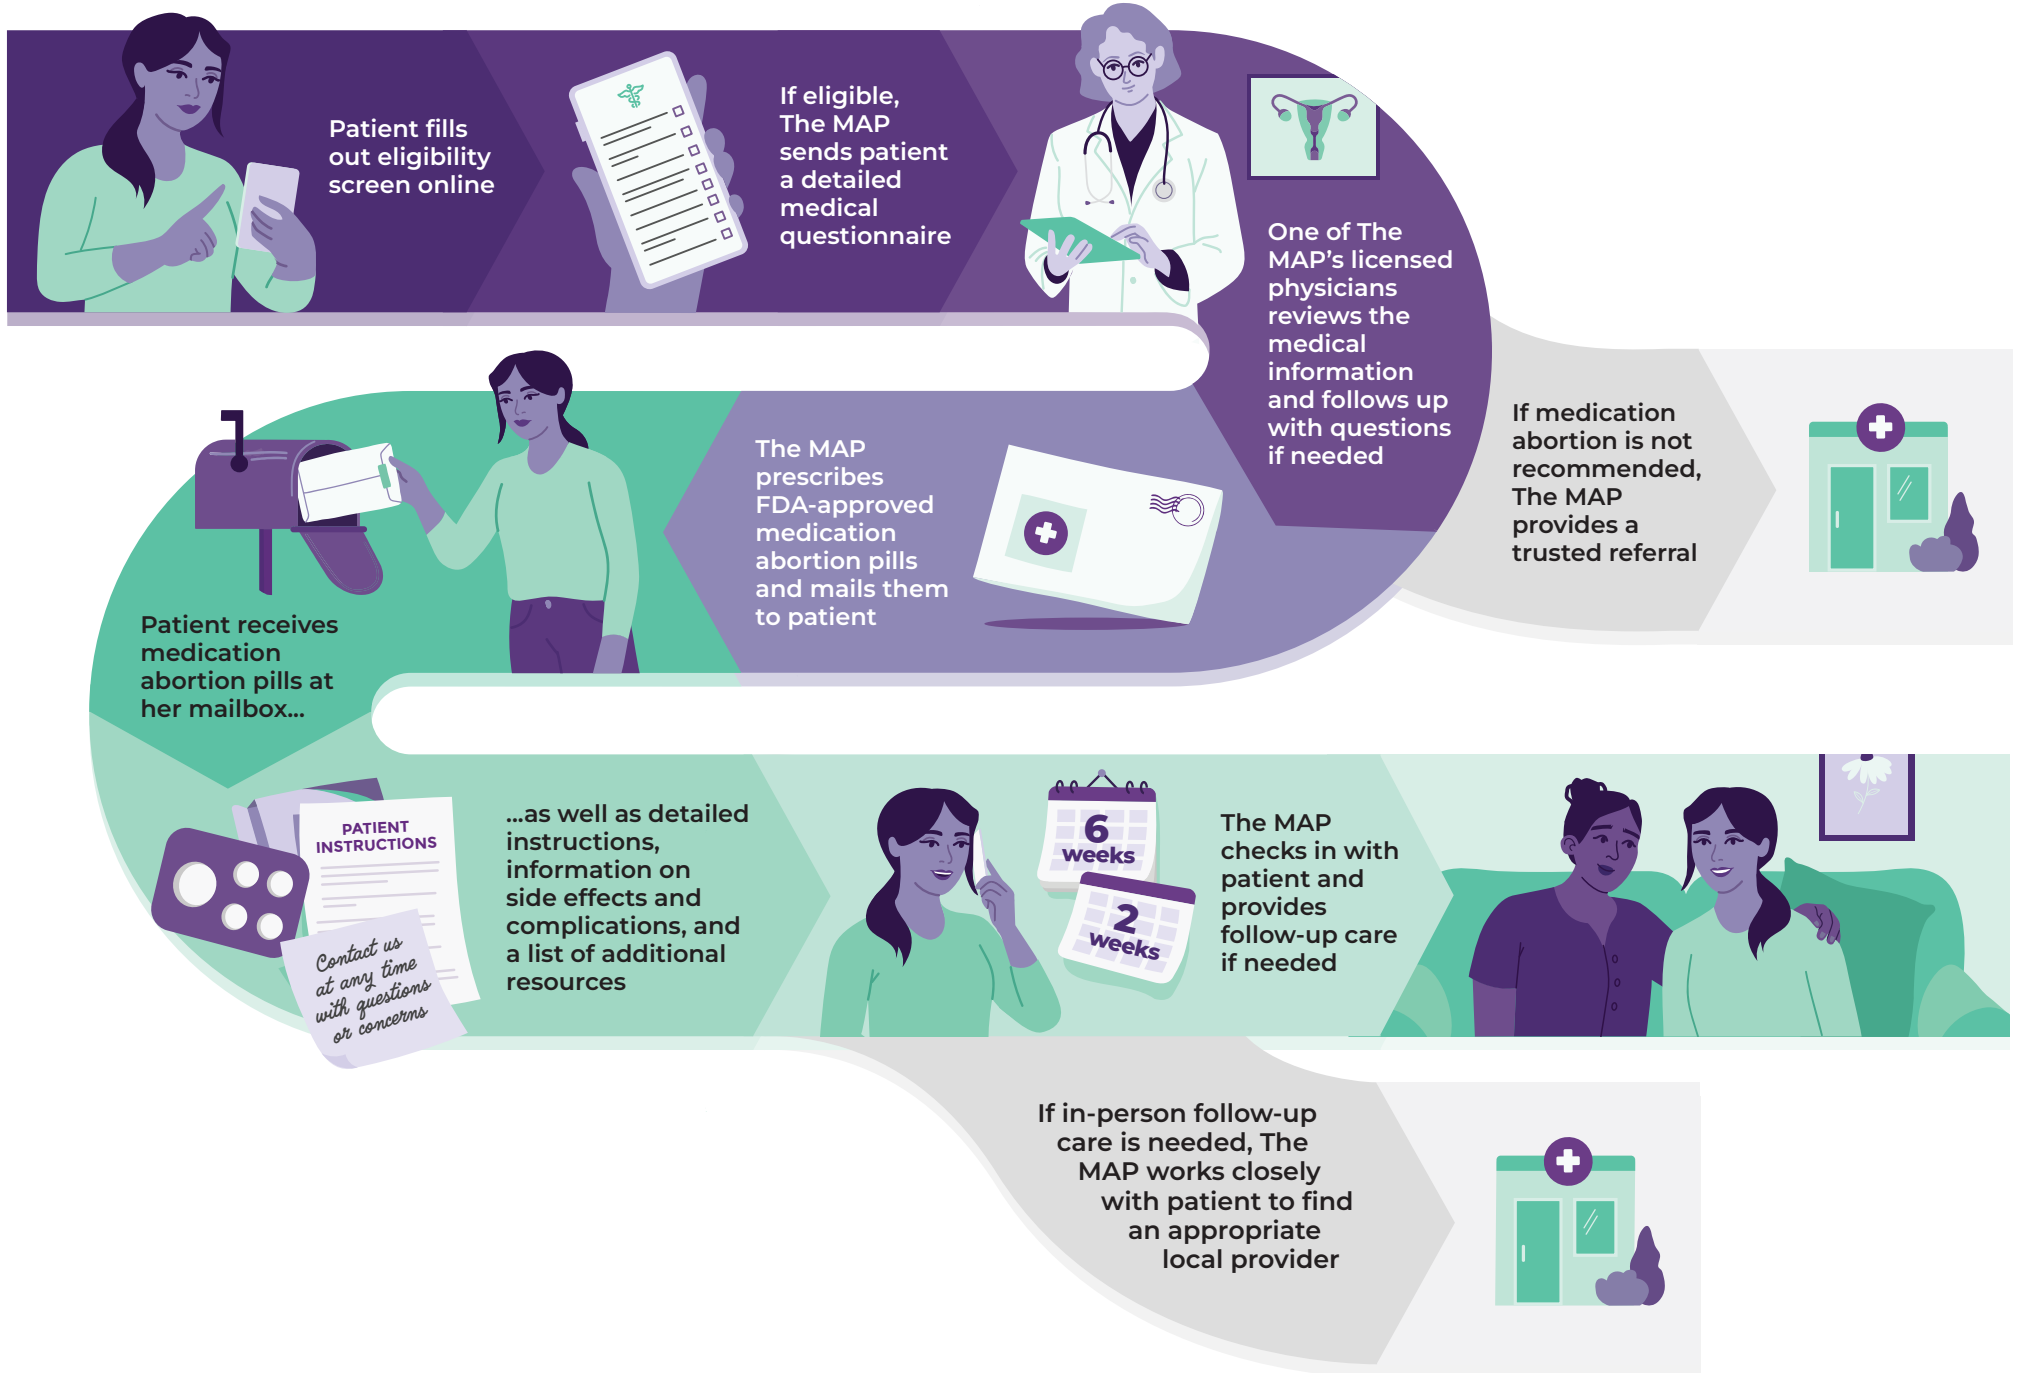 Patient fills
out eligibility
screen online
If eligible,
The MAP
sends patient
a detailed
medical
questionnaire
One of The
MAP’s licensed
physicians
reviews the
medical
information
and follows up
with questions
if needed
If medication
abortion is not
recommended,
The MAP
provides a
trusted referral
The MAP
prescribes
FDA-approved
medication
abortion pills
and mails them
to patient
Patient receives
medication
abortion pills at
her mailbox...
PATIENT
INSTRUCTIONS
Contact us
at any time
with questions
or concerns
...as well as detailed
instructions,
information on
side effects and
complications, and
a list of additional
resources
6
weeks
2
weeks
The MAP
checks in with
patient and
provides
follow-up care
if needed
If in-person follow-up
care is needed, The
MAP works closely
with patient to find
an appropriate
local provider